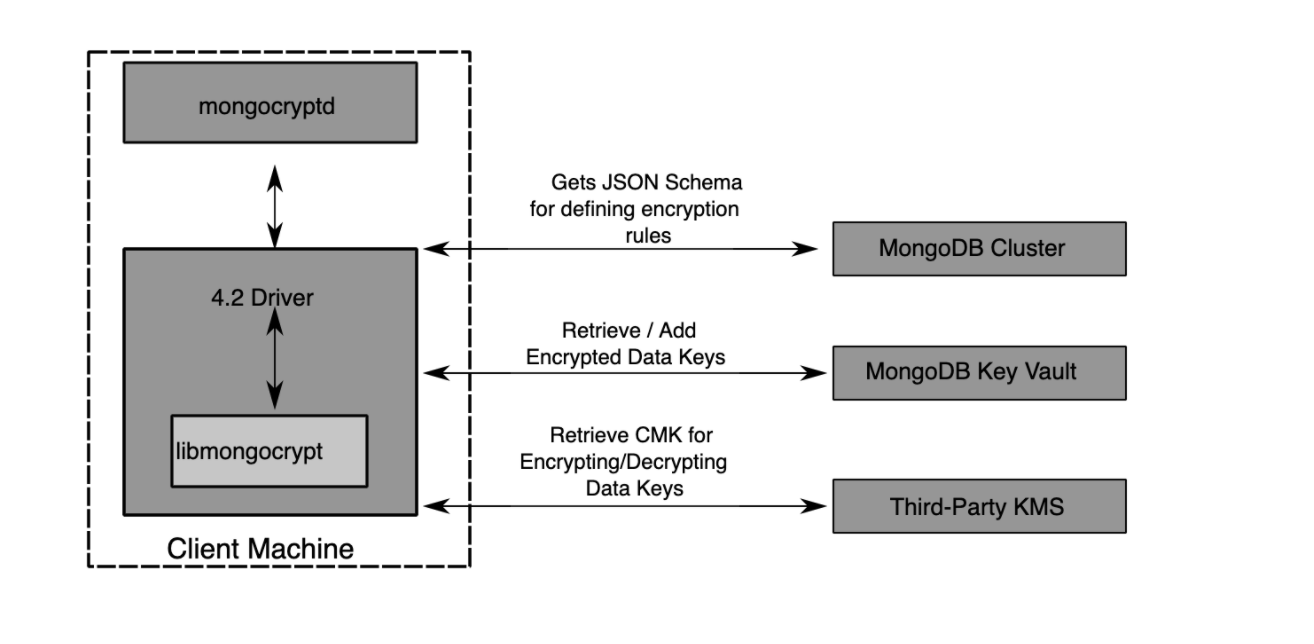 mongocryptd
Gets JSON Schema
for defining encryption
rules
MongoDB Cluster
4.2 Driver
Retrieve / Add
Encrypted Data Keys
MongoDB Key Vault
Retrieve CMK for
Encrypting/Decrypting
Data Keys
libmongocrypt
Third-Party KMS
Client Machine